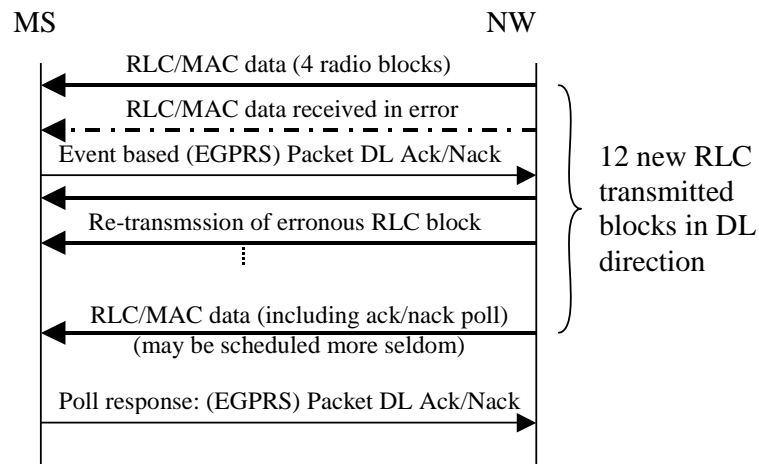 MS
NW
RLC/MAC data (4 radio blocks)
RLC/MAC data received in error
Event based (EGPRS) Packet DL Ack/Nack
Re-transmssion of erronous RLC block
RLC/MAC data (including ack/nack poll)
(may be scheduled more seldom)
Poll response: (EGPRS) Packet DL Ack/Nack
12 new RLC
transmitted
blocks in DL
direction